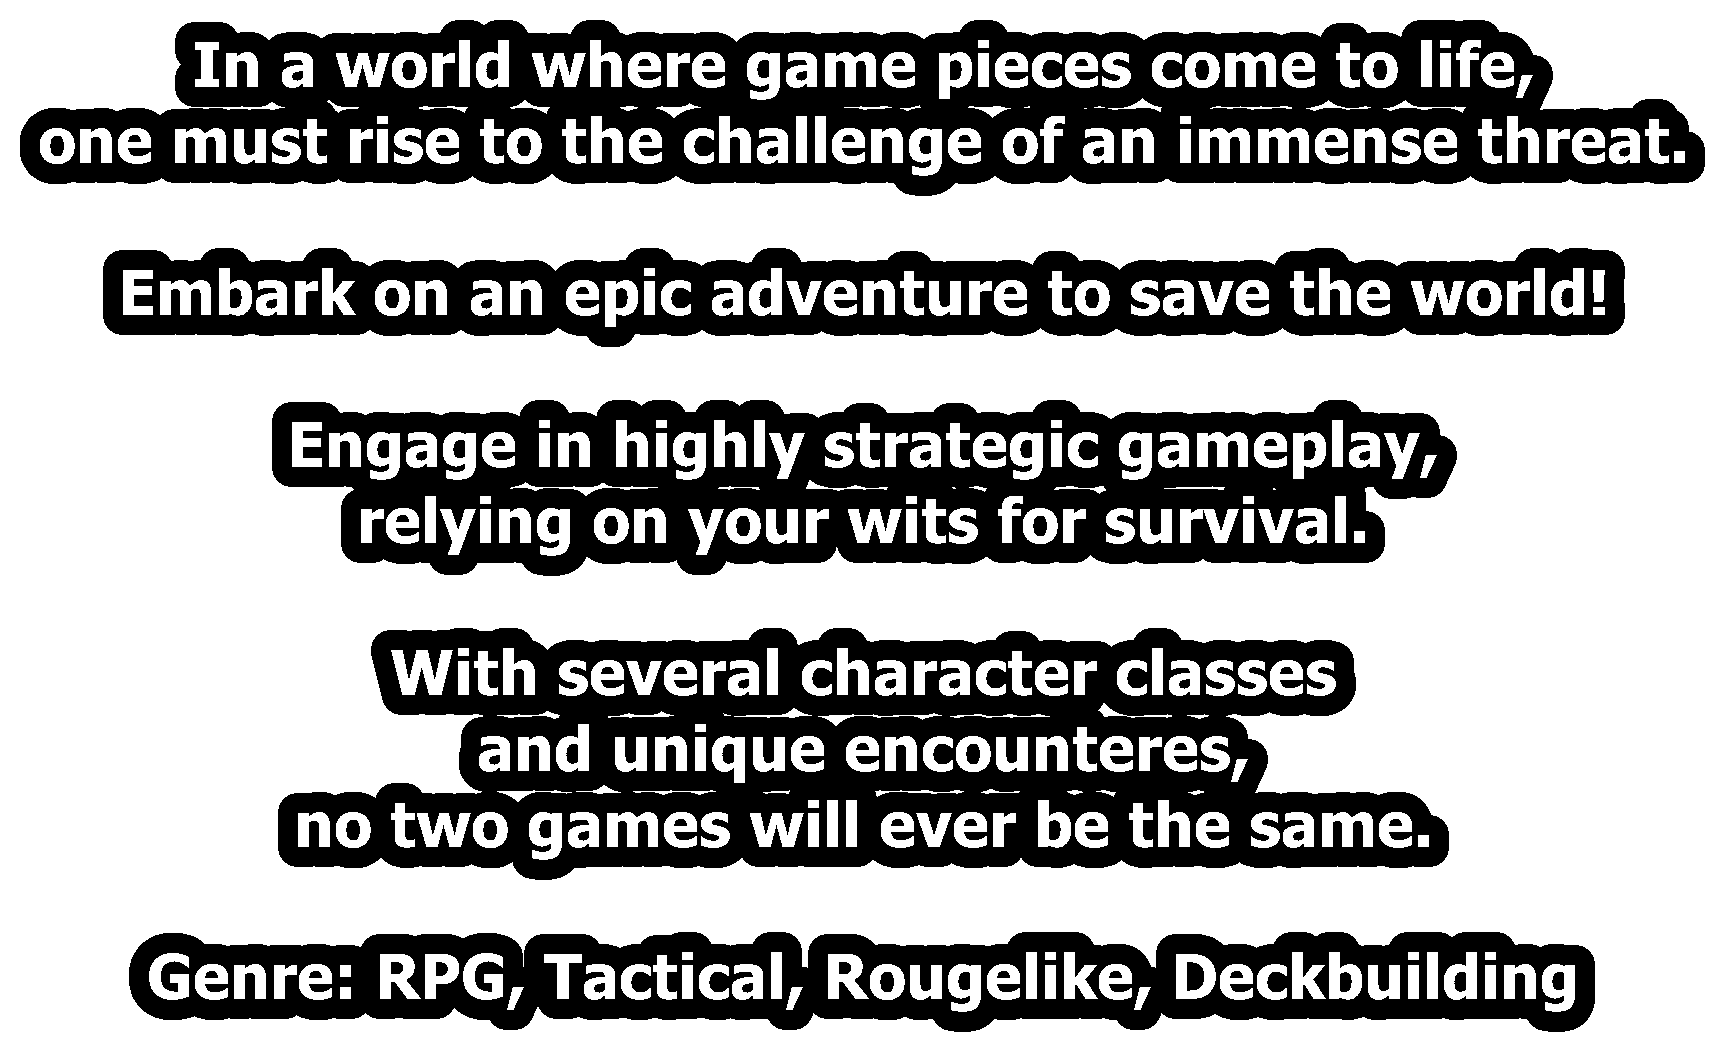 In a world where game pieces come to life,
one must rise to the challenge of an immense threat.
Embark on an epic adventure to save the world!
Engage in highly strategic gameplay,
relying on your wits for survival.
With several character classes
and unique encounteres,
no two games will ever be the same.
Genre: RPG, Tactical, Rougelike, Deckbuilding